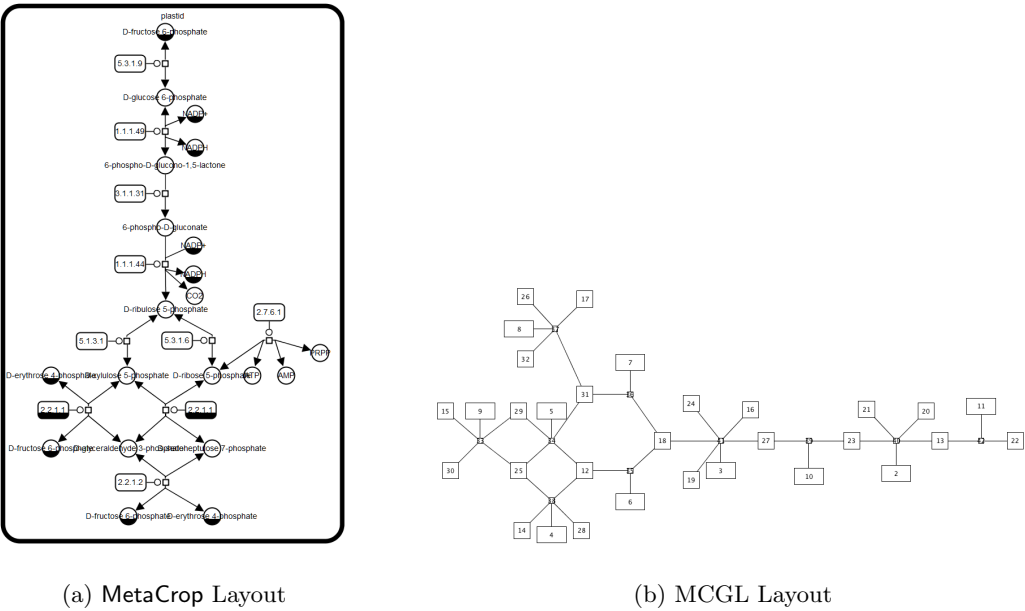 plastid
D-fructose 6-phosphate
5.3.1.9
D-glucose 6-phosphate
NADP+
1.1.1.49
NADPH
6-phospho-D-glucono-1,5-lactone
3.1.1.31
6-phospho-D-gluconate
NADP+
1.1.1.44
NADPH
CO2
D-ribulose 5-phosphate
2.7.6.1
5.1.3.1
5.3.1.6
PRPP
D-erythrose 4-phosphate
D-xylulose 5-phosphate
D-ribose 5-phosphate
ATP
AMP
2.2.1.1
2.2.1.1
D-fructose 6-phosphate
D-glyceraldehyde 3-phosphate
7-phosphate
2.2.1.2
D-fructose 6-phosphate
D-erythrose 4-phosphate
(a) MetaCrop Layout
26
17
8
32
7
31
24
16
15
9
29
5
18
27
23
21
20
13
11
22
30
25
12
3
19
10
2
6
14
4
28
(b) MCGL Layout